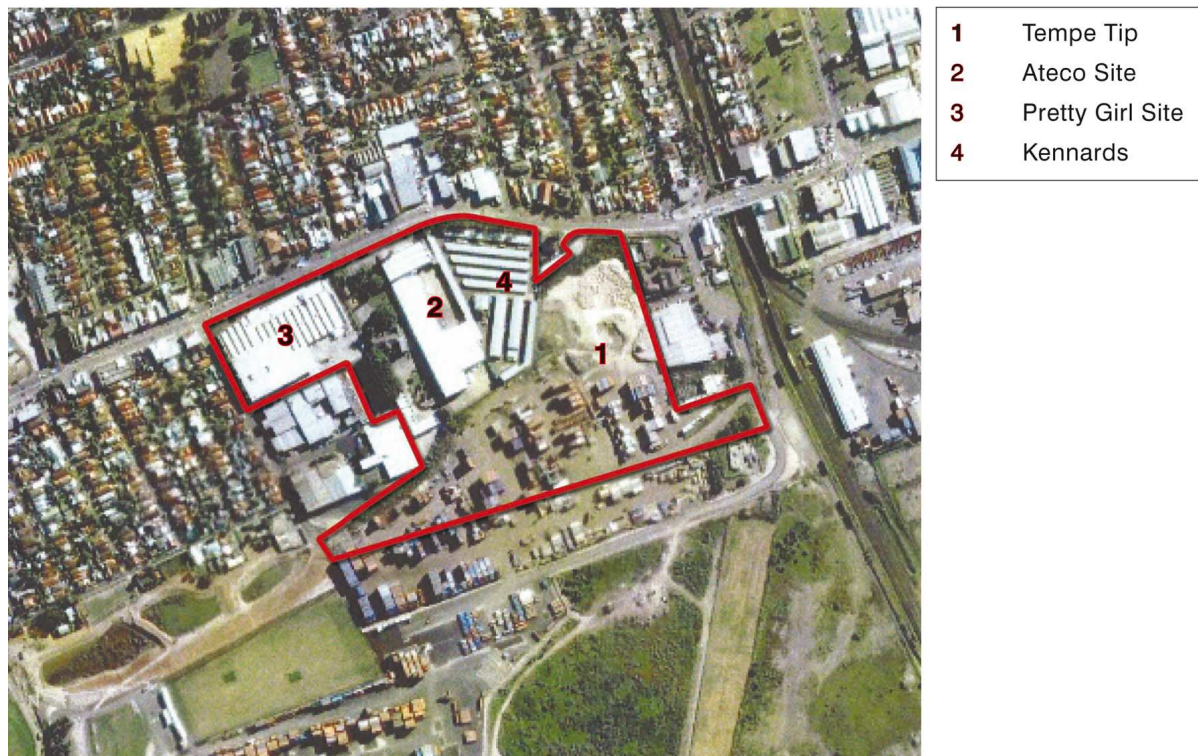 1 Tempe Tip
2 Ateco Site
3 Pretty Girl Site
4 Kennards
4
2
3
1